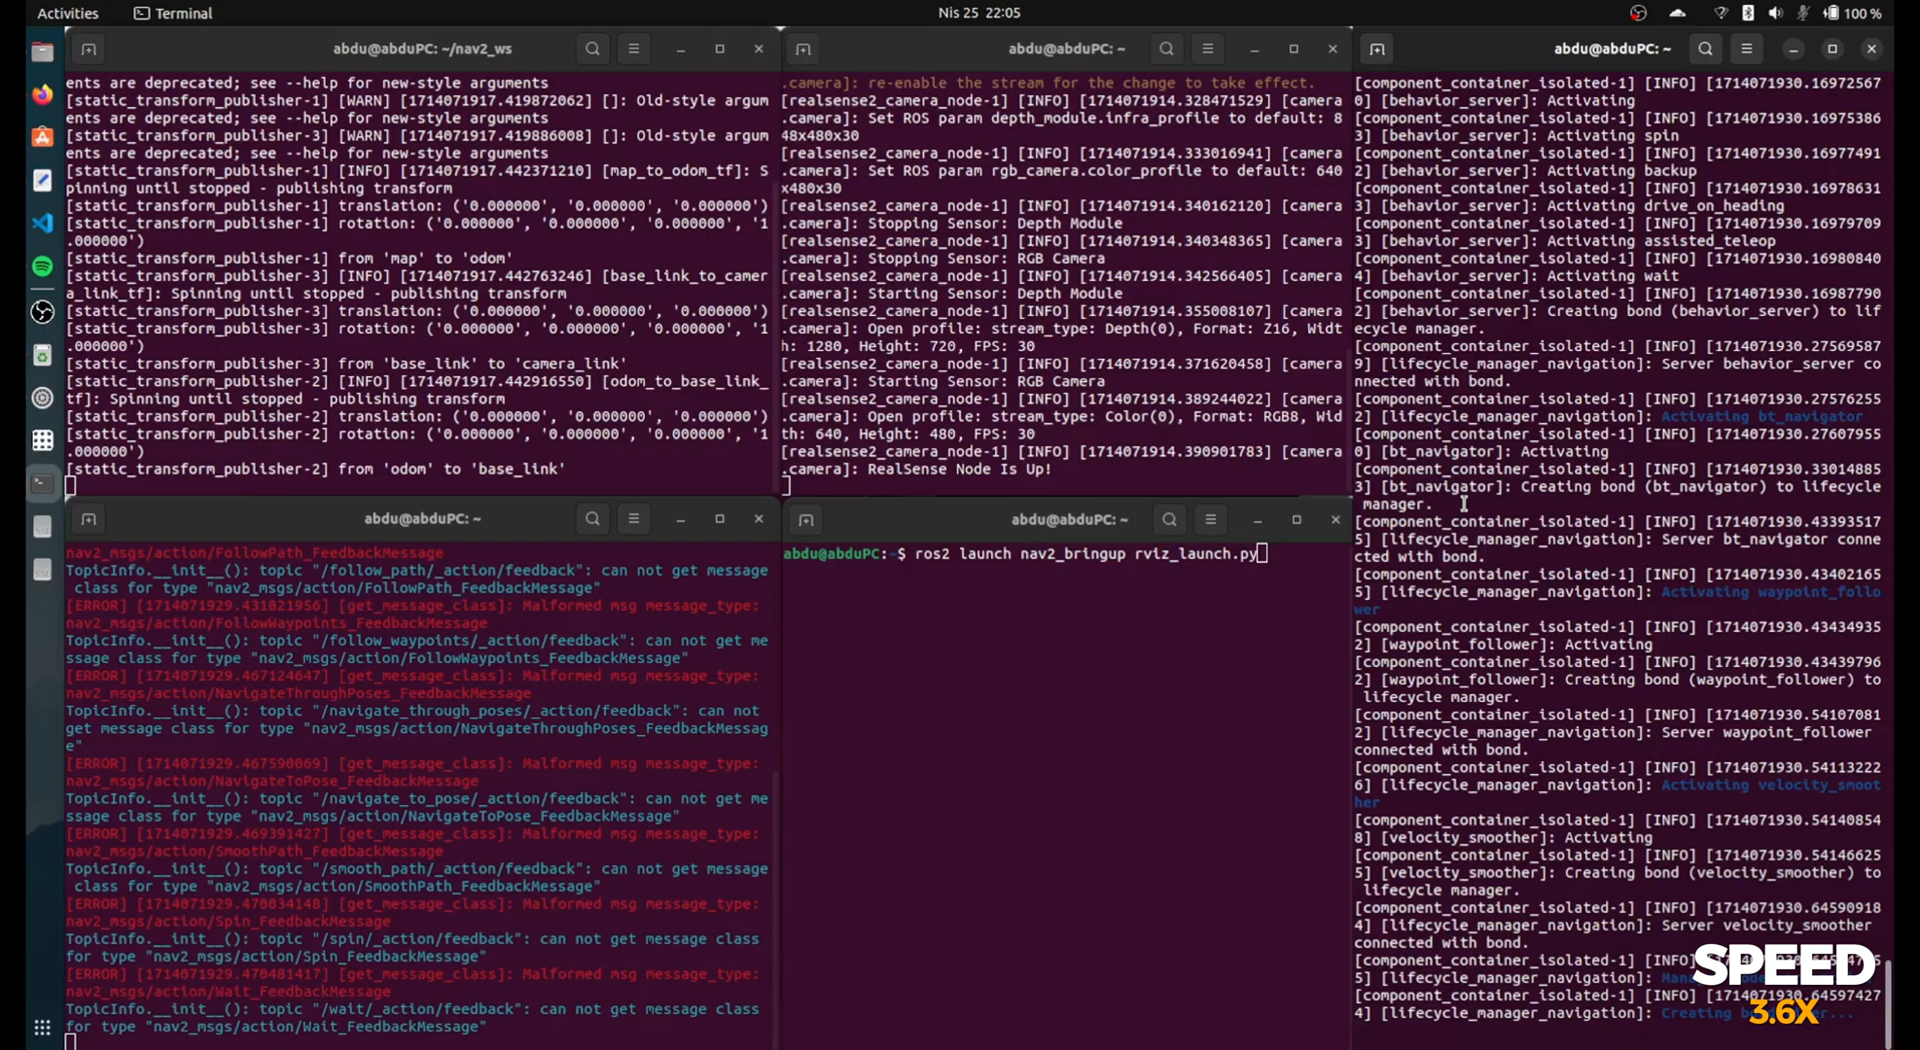 Activities
Terminal
Nis 25 22:05
100 %
abdu@abduPC: ~/nav2_ws
ents are deprecated; see --help for new-style arguments
[static_transform_publisher-1] [WARN] [1714071917.419872062] []: Old-style argum
ents are deprecated; see --help for new-style arguments
[static_transform_publisher-3] [WARN] [1714071917.419886008] []: Old-style argum
ents are deprecated; see --help for new-style arguments
[static_transform_publisher-1] [INFO] [1714071917.442371210] [map_to_odom_tf]: S
pinning until stopped - publishing transform
[static_transform_publisher-1] translation: ('0.000000', '0.000000', '0.000000')
[static_transform_publisher-1] rotation: ('0.000000', '0.000000', '0.000000', '1
.000000')
[static_transform_publisher-1] from 'map' to 'odom'
[static_transform_publisher-3] [INFO] [1714071917.442763246] [base_link_to_camer
a_link_tf]: Spinning until stopped - publishing transform
[static_transform_publisher-3] translation: ('0.000000', '0.000000', '0.000000')
[static_transform_publisher-3] rotation: ('0.000000', '0.000000', '0.000000', '1
.000000')
[static_transform_publisher-3] from 'base_link' to 'camera_link'
[static_transform_publisher-2] [INFO] [1714071917.442916550] [odom_to_base_link_
tf]: Spinning until stopped - publishing transform
[static_transform_publisher-2] translation: ('0.000000', '0.000000', '0.000000')
[static_transform_publisher-2] rotation: ('0.000000', '0.000000', '0.000000', '1
.000000')
[static_transform_publisher-2] from 'odom' to 'base_link'
abdu@abduPC: ~
.camera]: re-enable the stream for the change to take effect.
[realsense2_camera_node-1] [INFO] [1714071914.328471529] [camera
.camera]: Set ROS param depth_module.infra_profile to default: 8
48x480x30
[realsense2_camera_node-1] [INFO] [1714071914.333016941] [camera
.camera]: Set ROS param rgb_camera.color_profile to default: 640
x480x30
[realsense2_camera_node-1] [INFO] [1714071914.340162120] [camera
.camera]: Stopping Sensor: Depth Module
[realsense2_camera_node-1] [INFO] [1714071914.340348365] [camera
.camera]: Stopping Sensor: RGB Camera
[realsense2_camera_node-1] [INFO] [1714071914.342566405] [camera
.camera]: Starting Sensor: Depth Module
[realsense2_camera_node-1] [INFO] [1714071914.355008107] [camera
.camera]: Open profile: stream_type: Depth(0), Format: Z16, Widt
h: 1280, Height: 720, FPS: 30
[realsense2_camera_node-1] [INFO] [1714071914.371620458] [camera
.camera]: Starting Sensor: RGB Camera
[realsense2_camera_node-1] [INFO] [1714071914.389244022] [camera
.camera]: Open profile: stream_type: Color(0), Format: RGB8, Wid
th: 640, Height: 480, FPS: 30
[realsense2_camera_node-1] [INFO] [1714071914.390901783] [camera
.camera]: RealSense Node Is Up!
abdu@abduPC: ~
nav2_msgs/action/FollowPath_FeedbackMessage
TopicInfo.__init__(): topic "/follow_path/_action/feedback": can not get message
class for type "nav2_msgs/action/FollowPath_FeedbackMessage"
[ERROR] [1714071929.431821956] [get_message_class]: Malformed msg message_type:
nav2_msgs/action/FollowWaypoints_FeedbackMessage
TopicInfo.__init__(): topic "/follow_waypoints/_action/feedback": can not get me
ssage class for type "nav2_msgs/action/FollowWaypoints_FeedbackMessage"
[ERROR] [1714071929.467124647] [get_message_class]: Malformed msg message_type:
nav2_msgs/action/NavigateThroughPoses_FeedbackMessage
TopicInfo.__init__(): topic "/navigate_through_poses/_action/feedback": can not
get message class for type "nav2_msgs/action/NavigateThroughPoses_FeedbackMessag
e"
[ERROR] [1714071929.467590069] [get_message_class]: Malformed msg message_type:
nav2_msgs/action/NavigateToPose_FeedbackMessage
TopicInfo.__init__(): topic "/navigate_to_pose/_action/feedback": can not get me
ssage class for type "nav2_msgs/action/NavigateToPose_FeedbackMessage"
[ERROR] [1714071929.469391427] [get_message_class]: Malformed msg message_type:
nav2_msgs/action/SmoothPath_FeedbackMessage
TopicInfo.__init__(): topic "/smooth_path/_action/feedback": can not get message
class for type "nav2_msgs/action/SmoothPath_FeedbackMessage"
[ERROR] [1714071929.470034148] [get_message_class]: Malformed msg message_type:
nav2_msgs/action/Spin_FeedbackMessage
TopicInfo.__init__(): topic "/spin/_action/feedback": can not get message class
for type "nav2_msgs/action/Spin_FeedbackMessage"
[ERROR] [1714071929.470481417] [get_message_class]: Malformed msg message_type:
nav2_msgs/action/Wait_FeedbackMessage
TopicInfo.__init__(): topic "/wait/_action/feedback": can not get message class
for type "nav2_msgs/action/Wait_FeedbackMessage"
abdu@abduPC: ~
abdu@abduPC:~$ ros2 launch nav2_bringup rviz_launch.py
abdu@abduPC: ~
[component_container_isolated-1] [INFO] [1714071930.16972567
0] [behavior_server]: Activating
[component_container_isolated-1] [INFO] [1714071930.16975386
3] [behavior_server]: Activating spin
[component_container_isolated-1] [INFO] [1714071930.16977491
2] [behavior_server]: Activating backup
[component_container_isolated-1] [INFO] [1714071930.16978631
3] [behavior_server]: Activating drive_on_heading
[component_container_isolated-1] [INFO] [1714071930.16979709
3] [behavior_server]: Activating assisted_teleop
[component_container_isolated-1] [INFO] [1714071930.16980840
4] [behavior_server]: Activating wait
[component_container_isolated-1] [INFO] [1714071930.16987790
2] [behavior_server]: Creating bond (behavior_server) to lif
ecycle manager.
[component_container_isolated-1] [INFO] [1714071930.27569587
9] [lifecycle_manager_navigation]: Server behavior_server co
nnected with bond.
[component_container_isolated-1] [INFO] [1714071930.27576255
2] [lifecycle_manager_navigation]: Activating bt_navigator
[component_container_isolated-1] [INFO] [1714071930.27607955
0] [bt_navigator]: Activating
[component_container_isolated-1] [INFO] [1714071930.33014885
3] [bt_navigator]: Creating bond (bt_navigator) to lifecycle
manager.
[component_container_isolated-1] [INFO] [1714071930.43393517
5] [lifecycle_manager_navigation]: Server bt_navigator conne
cted with bond.
[component_container_isolated-1] [INFO] [1714071930.43402165
5] [lifecycle_manager_navigation]: Activating waypoint_follo
wer
[component_container_isolated-1] [INFO] [1714071930.43434935
2] [waypoint_follower]: Activating
[component_container_isolated-1] [INFO] [1714071930.43439796
2] [waypoint_follower]: Creating bond (waypoint_follower) to
lifecycle manager.
[component_container_isolated-1] [INFO] [1714071930.54107081
2] [lifecycle_manager_navigation]: Server waypoint_follower
connected with bond.
[component_container_isolated-1] [INFO] [1714071930.54113222
6] [lifecycle_manager_navigation]: Activating velocity_smoot
her
[component_container_isolated-1] [INFO] [1714071930.54140854
8] [velocity_smoother]: Activating
[component_container_isolated-1] [INFO] [1714071930.54146625
5] [velocity_smoother]: Creating bond (velocity_smoother) to
lifecycle manager.
[component_container_isolated-1] [INFO] [1714071930.64590918
4] [lifecycle_manager_navigation]: Server velocity_smoother
connected with bond.
[component_container_isolated-1] [INFO]
5] [lifecycle_manager_navigation]:
[component_container_isolated-1] [INFO] [1714071930.64597427
4] [lifecycle_manager_navigation]: Creating
SPEED
3.6X